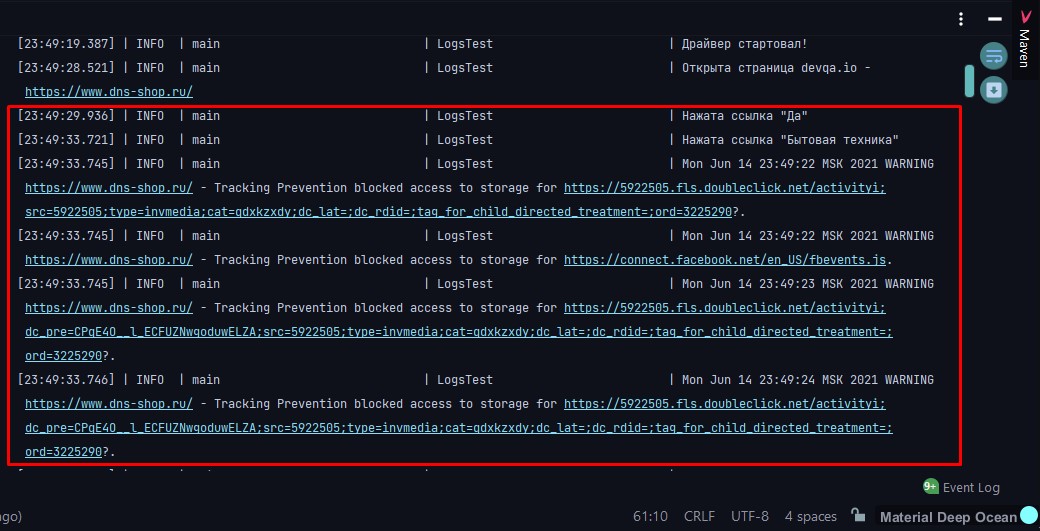 Maven
[23:49:19.387] | INFO | main | LogsTest | Драйвер стартовал!
[23:49:28.521] | INFO | main | LogsTest | Открыта страница devqa.io -
https://www.dns-shop.ru/
[23:49:29.936] | INFO | main | LogsTest | Нажата ссылка "Да"
[23:49:33.721] | INFO | main | LogsTest | Нажата ссылка "Бытовая техника"
[23:49:33.745] | INFO | main | LogsTest | Mon Jun 14 23:49:22 MSK 2021 WARNING
https://www.dns-shop.ru/ - Tracking Prevention blocked access to storage for https://5922505.fls.doubleclick.net/activityi;
src=5922505;type=invmedia;cat=qdxkzxdy;dc_lat=;dc_rdid=;tag_for_child_directed_treatment=;ord=3225290?.
[23:49:33.745] | INFO | main | LogsTest | Mon Jun 14 23:49:22 MSK 2021 WARNING
https://www.dns-shop.ru/ - Tracking Prevention blocked access to storage for https://connect.facebook.net/en_US/fbevents.js.
[23:49:33.745] | INFO | main | LogsTest | Mon Jun 14 23:49:23 MSK 2021 WARNING
https://www.dns-shop.ru/ - Tracking Prevention blocked access to storage for https://5922505.fls.doubleclick.net/activityi;
dc_pre=CPqE4O__l_ECFUZNwgoduwELZA;src=5922505;type=invmedia;cat=qdxkzxdy;dc_lat=;dc_rdid=;tag_for_child_directed_treatment=;
ord=3225290?.
[23:49:33.746] | INFO | main | LogsTest | Mon Jun 14 23:49:24 MSK 2021 WARNING
https://www.dns-shop.ru/ - Tracking Prevention blocked access to storage for https://5922505.fls.doubleclick.net/activityi;
dc_pre=CPqE4O__l_ECFUZNwgoduwELZA;src=5922505;type=invmedia;cat=qdxkzxdy;dc_lat=;dc_rdid=;tag_for_child_directed_treatment=;
ord=3225290?.
9+ Event Log
ago) 61:10 CRLF UTF-8 4 spaces Material Deep Ocean